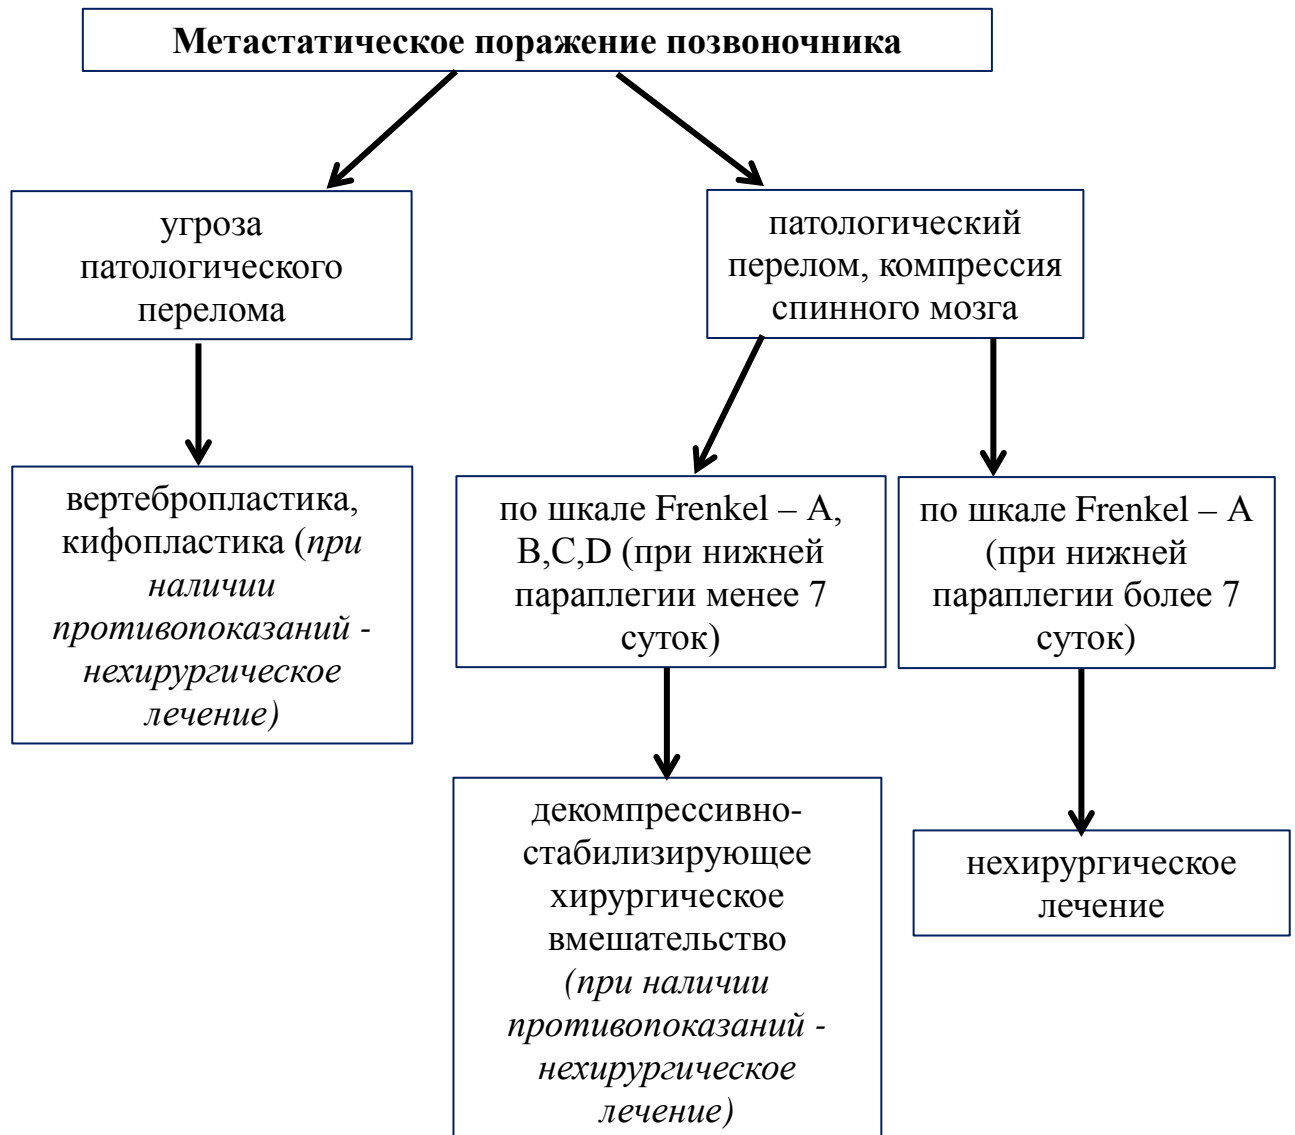 Метастатическое поражение позвоночника
угроза
патологического
перелома
патологический
перелом, компрессия
спинного мозга
вертебропластика,
кифопластика (при
наличии
противопоказаний -
нехирургическое
лечение)
по шкале Frenkel – A,
B,C,D (при нижней
параплегии менее 7
суток)
по шкале Frenkel – A
(при нижней
параплегии более 7
суток)
декомпрессивно-
стабилизирующее
хирургическое
вмешательство
(при наличии
противопоказаний -
нехирургическое
лечение)
нехирургическое
лечение